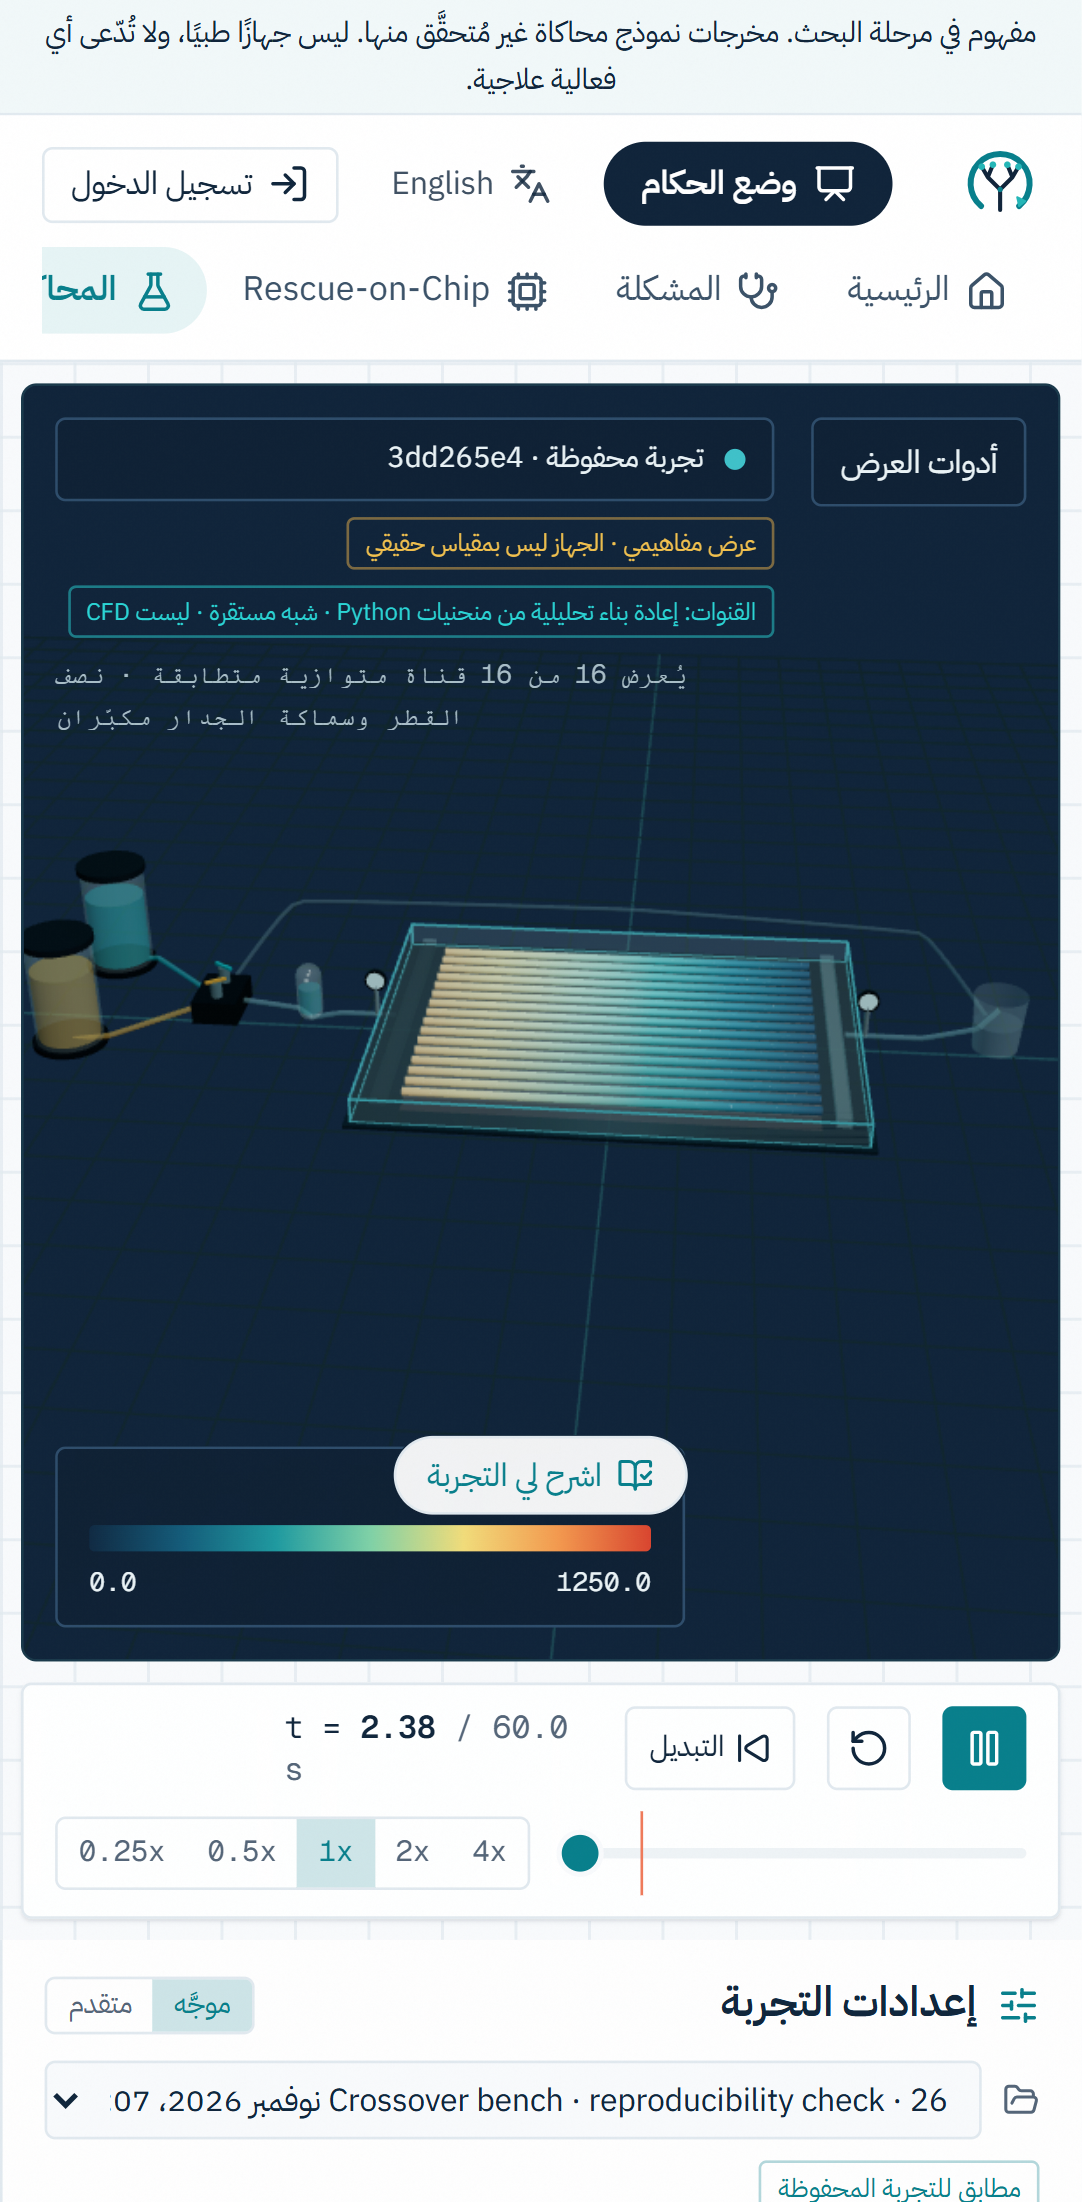 مفهوم في مرحلة البحث. مخرجات نموذج محاكاة غير مُتحقَّق منها. ليس جهازًا طبيًا، ولا تُدّعى أي
فعالية علاجية.
وضع الحكام
English
تسجيل الدخول
الرئيسية
المشكلة
Rescue-on-Chip
المحا
أدوات العرض
تجربة محفوظة · 3dd265e4
عرض مفاهيمي · الجهاز ليس بمقياس حقيقي
القنوات: إعادة بناء تحليلية من منحنيات Python · شبه مستقرة · ليست CFD
يُعرض 16 من 16 قناة متوازية متطابقة · نصف
القطر وسماكة الجدار مكبّران
اشرح لي التجربة
0.0
1250.0
التبديل
t = 2.38 / 60.0
s
0.25x 0.5x 1x 2x 4x
إعدادات التجربة
موجَّه
متقدم
Crossover bench · reproducibility check · 26 نوفمبر 2026، 07:
مطابق للتجربة المحفوظة